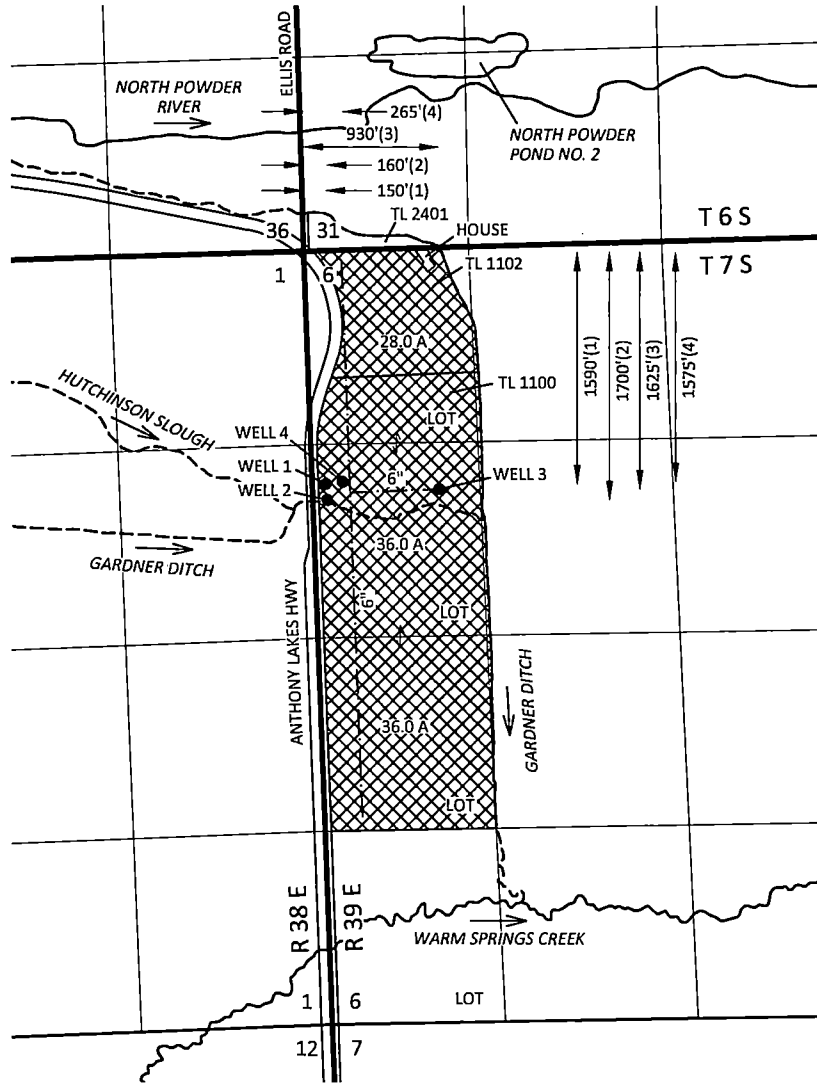 ELLIS ROAD
NORTH POWDER
RIVER
265'(4)
930'(3)
NORTH POWDER
POND NO. 2
160'(2)
150'(1)
TL 2401
36
31
HOUSE
T 6 S
1
6
TL 1102
T 7 S
28.0 A
1590'(1)
1700'(2)
1625'(3)
1575'(4)
TL 1100
HUTCHINSON SLOUGH
LOT
WELL 4
WELL 1
6"
WELL 3
WELL 2
36.0 A
GARDNER DITCH
6"
LOT
ANTHONY LAKES HWY
GARDNER DITCH
36.0 A
LOT
R 38 E
R 39 E
WARM SPRINGS CREEK
1
6
LOT
12
7